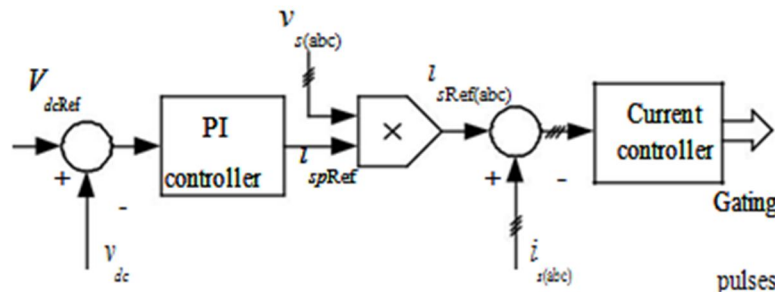 v
s(abc)
V
dcRef
PI
controller
+
-
v
dc
ı
spRef
×
ı
sRef(abc)
+
-
i
s(abc)
Current
controller
Gating
pulses